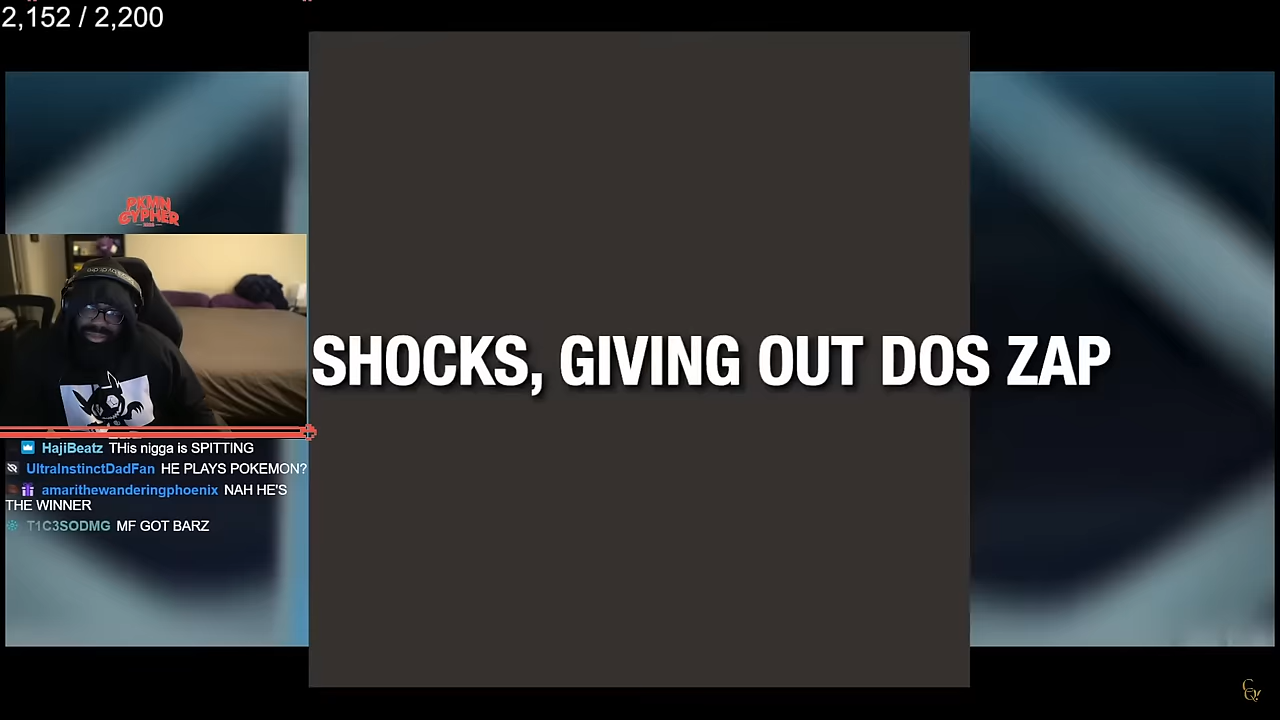 2,152 / 2,200
PKMN
CYPHER
SHOCKS, GIVING OUT DOS ZAP
HajiBeatz THis nigga is SPITTING
UltraInstinctDadFan HE PLAYS POKEMON?
amarithewanderingphoenix NAH HE'S
THE WINNER
T1C3SODMG MF GOT BARZ